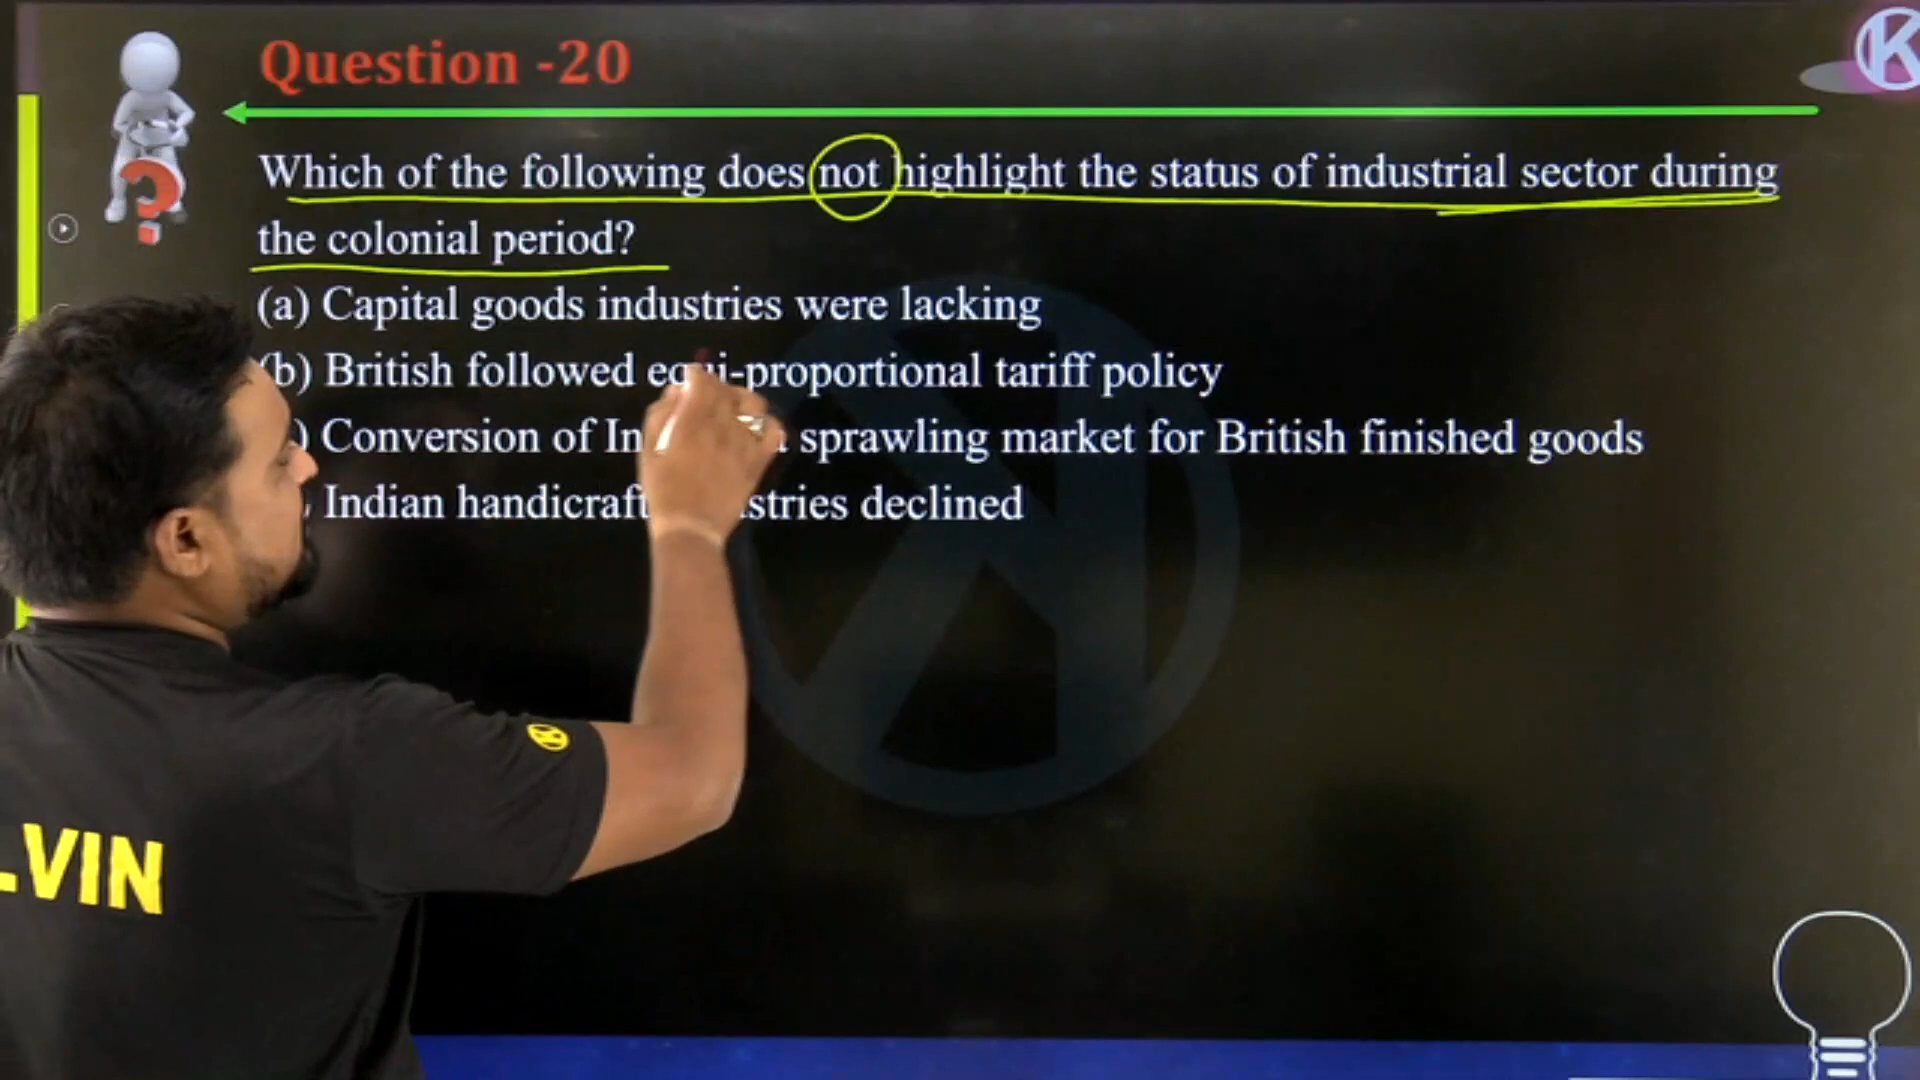 Question -20
K
Which of the following does not highlight the status of industrial sector during
the colonial period?
(a) Capital goods industries were lacking
(b) British followed equi-proportional tariff policy
) Conversion of In a sprawling market for British finished goods
Indian handicraft stries declined
VIN